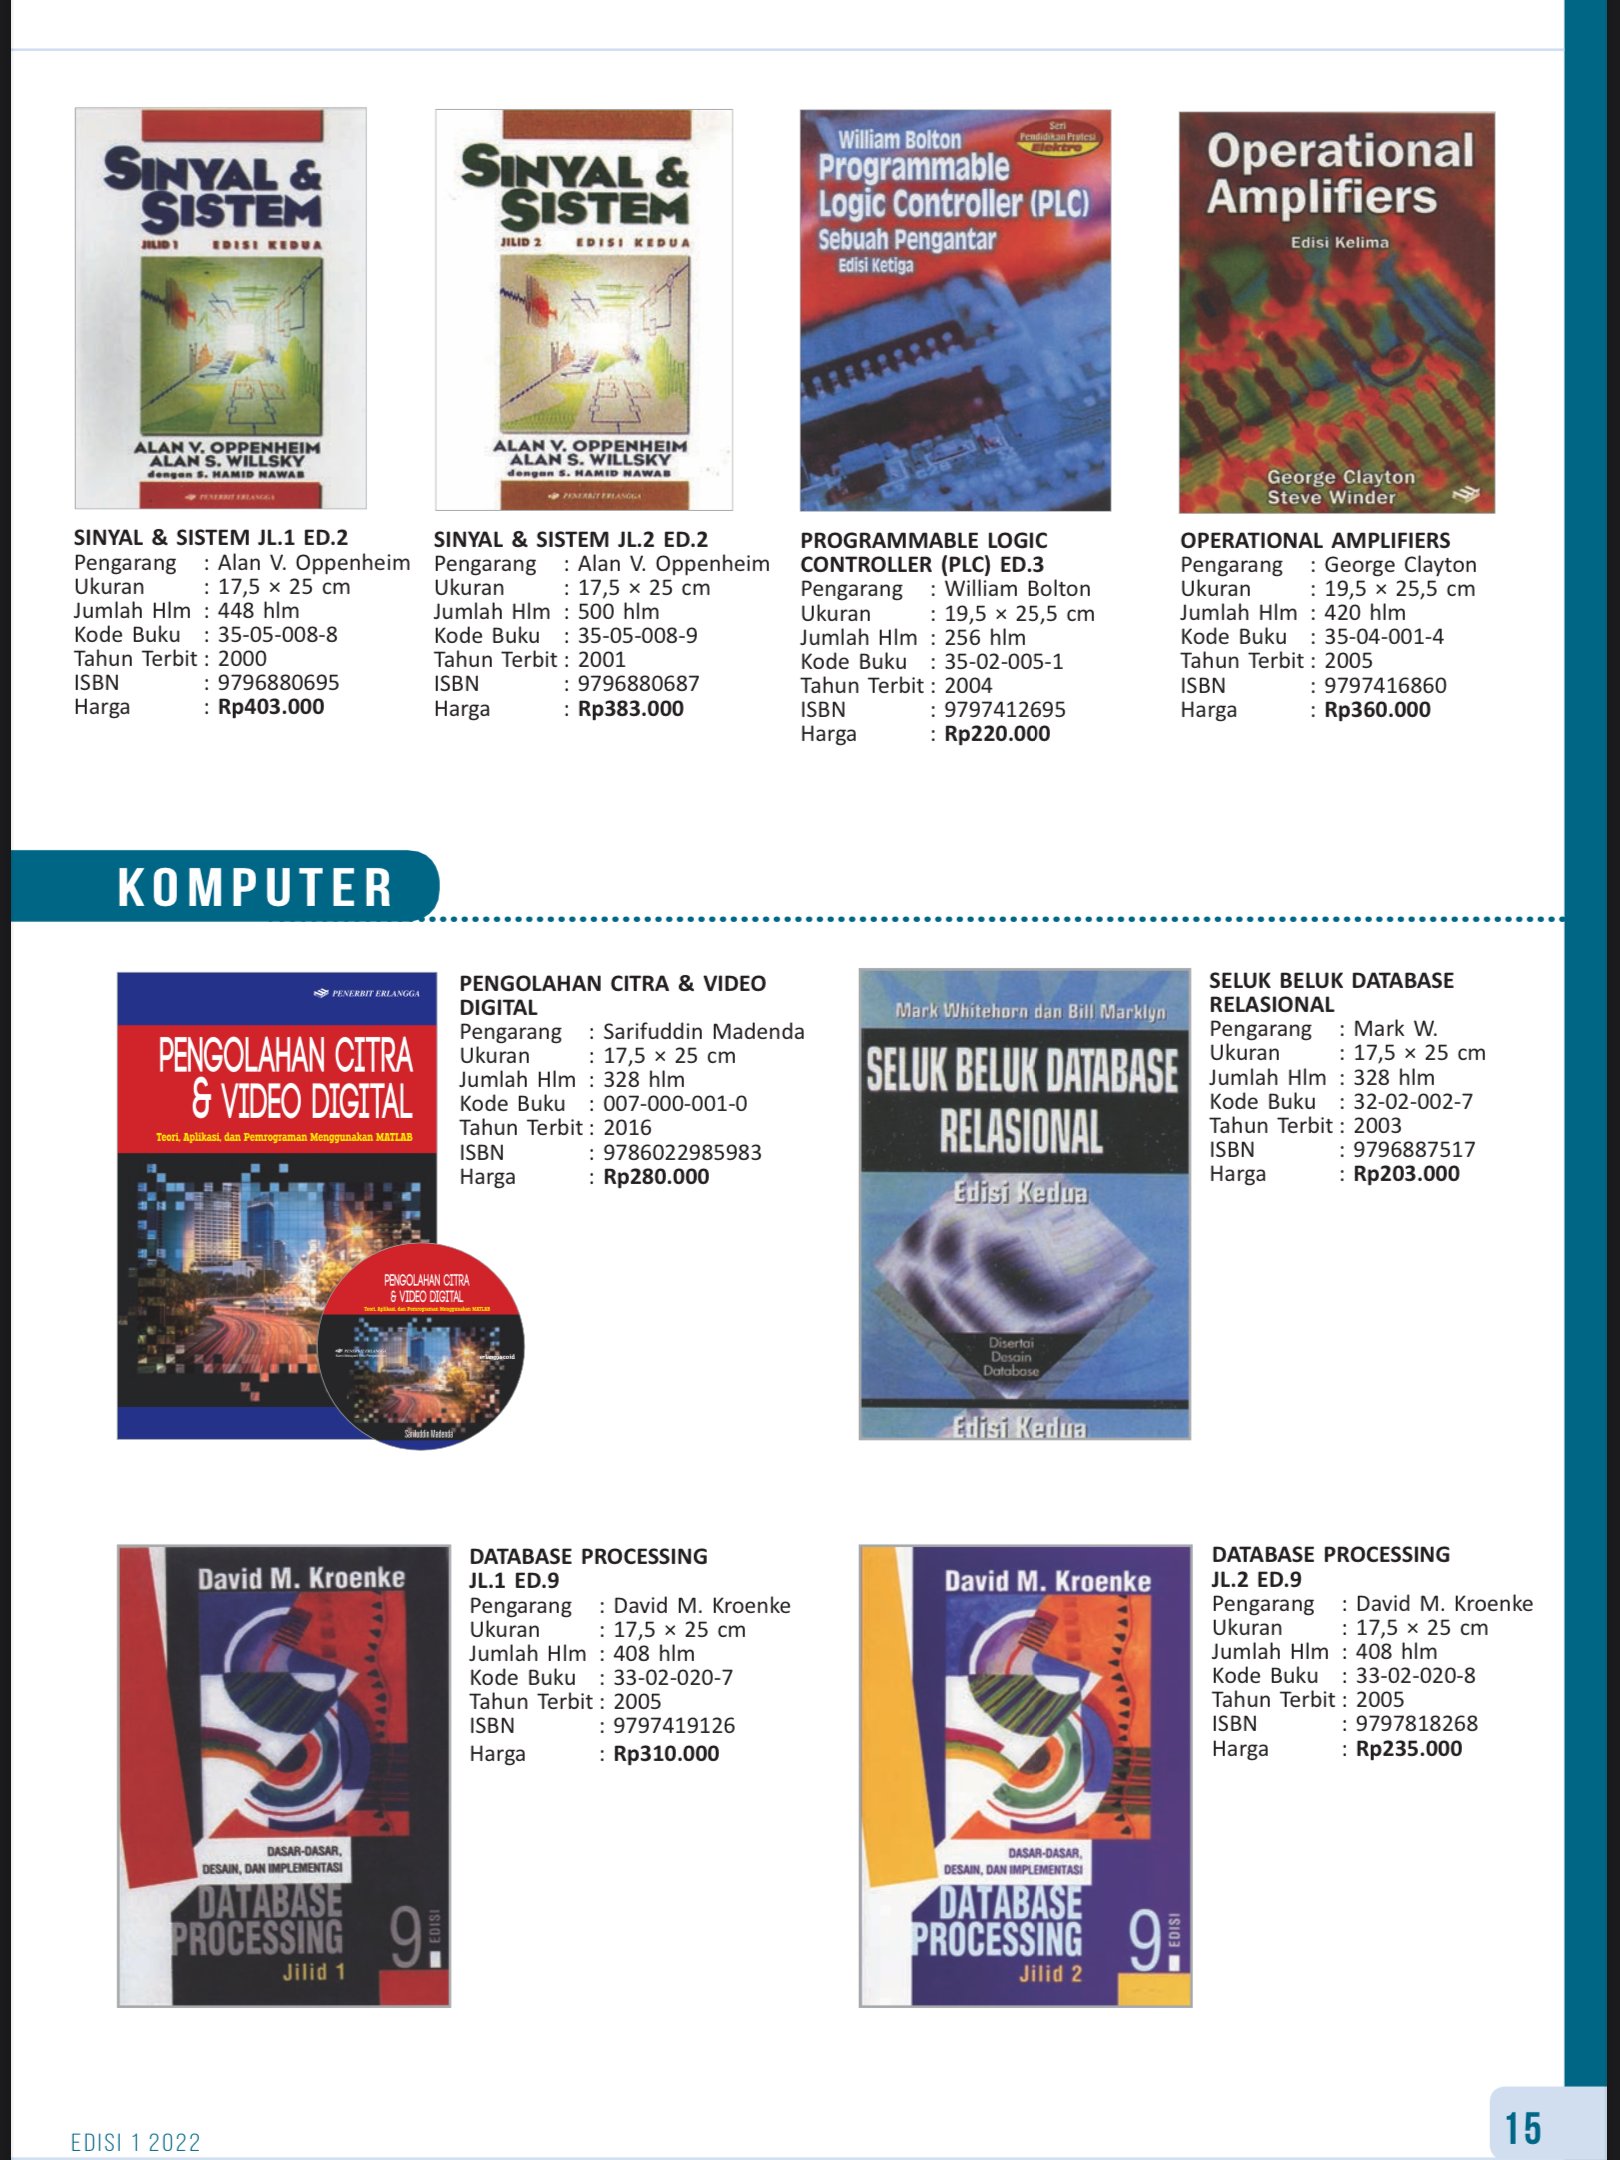 SINYAL &
SISTEM
JILID 1 EDISI KEDUA
ALAN V. OPPENHEIM
ALAN S. WILLSKY
dengan S. HAMID NAWAB
PENERBIT ERLANGGA
SINYAL & SISTEM JL.1 ED.2
Pengarang : Alan V. Oppenheim
Ukuran : 17,5 × 25 cm
Jumlah Hlm : 448 hlm
Kode Buku : 35-05-008-8
Tahun Terbit : 2000
ISBN : 9796880695
Harga : Rp403.000
SINYAL &
SISTEM
JILID 2 EDISI KEDUA
ALAN V. OPPENHEIM
ALAN S. WILLSKY
dengan S. HAMID NAWAB
PENERBIT ERLANGGA
SINYAL & SISTEM JL.2 ED.2
Pengarang : Alan V. Oppenheim
Ukuran : 17,5 × 25 cm
Jumlah Hlm : 500 hlm
Kode Buku : 35-05-008-9
Tahun Terbit : 2001
ISBN : 9796880687
Harga : Rp383.000
Seri
Pendidikan Profesi
Elektro
William Bolton
Programmable
Logic Controller (PLC)
Sebuah Pengantar
Edisi Ketiga
PROGRAMMABLE LOGIC
CONTROLLER (PLC) ED.3
Pengarang : William Bolton
Ukuran : 19,5 × 25,5 cm
Jumlah Hlm : 256 hlm
Kode Buku : 35-02-005-1
Tahun Terbit : 2004
ISBN : 9797412695
Harga : Rp220.000
Operational
Amplifiers
Edisi Kelima
George Clayton
Steve Winder
OPERATIONAL AMPLIFIERS
Pengarang : George Clayton
Ukuran : 19,5 × 25,5 cm
Jumlah Hlm : 420 hlm
Kode Buku : 35-04-001-4
Tahun Terbit : 2005
ISBN : 9797416860
Harga : Rp360.000
KOMPUTER
PENERBIT ERLANGGA
PENGOLAHAN CITRA
& VIDEO DIGITAL
Teori, Aplikasi, dan Pemrograman Menggunakan MATLAB
PENGOLAHAN CITRA
& VIDEO DIGITAL
Teori, Aplikasi, dan Pemrograman Menggunakan MATLAB
PENERBIT ERLANGGA
erlangga.co.id
Sarifuddin Madenda
PENGOLAHAN CITRA & VIDEO
DIGITAL
Pengarang : Sarifuddin Madenda
Ukuran : 17,5 × 25 cm
Jumlah Hlm : 328 hlm
Kode Buku : 007-000-001-0
Tahun Terbit : 2016
ISBN : 9786022985983
Harga : Rp280.000
Mark Whitehorn dan Bill Marklyn
SELUK BELUK DATABASE
RELASIONAL
Edisi Kedua
Disertai
Desain
Database
Edisi Kedua
SELUK BELUK DATABASE
RELASIONAL
Pengarang : Mark W.
Ukuran : 17,5 × 25 cm
Jumlah Hlm : 328 hlm
Kode Buku : 32-02-002-7
Tahun Terbit : 2003
ISBN : 9796887517
Harga : Rp203.000
David M. Kroenke
DASAR-DASAR,
DESAIN, DAN IMPLEMENTASI
DATABASE
PROCESSING
Jilid 1
9 EDISI
DATABASE PROCESSING
JL.1 ED.9
Pengarang : David M. Kroenke
Ukuran : 17,5 × 25 cm
Jumlah Hlm : 408 hlm
Kode Buku : 33-02-020-7
Tahun Terbit : 2005
ISBN : 9797419126
Harga : Rp310.000
David M. Kroenke
DASAR-DASAR,
DESAIN, DAN IMPLEMENTASI
DATABASE
PROCESSING
Jilid 2
9 EDISI
DATABASE PROCESSING
JL.2 ED.9
Pengarang : David M. Kroenke
Ukuran : 17,5 × 25 cm
Jumlah Hlm : 408 hlm
Kode Buku : 33-02-020-8
Tahun Terbit : 2005
ISBN : 9797818268
Harga : Rp235.000
EDISI 1 2022
15